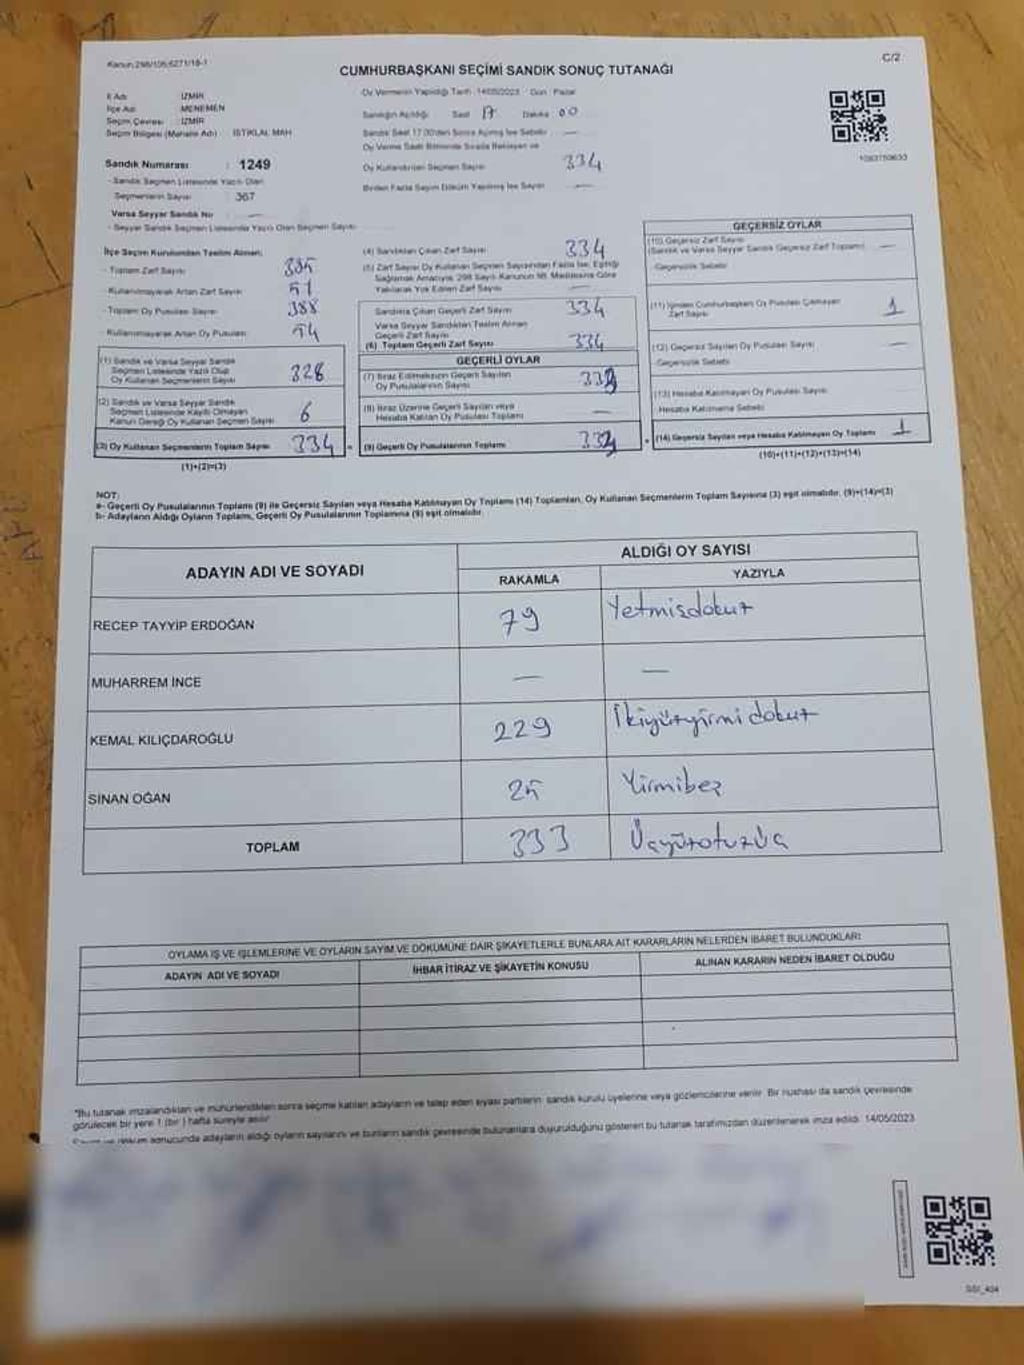 Kanun:298/105;6271/18-1
C/2
CUMHURBAŞKANI SEÇİMİ SANDIK SONUÇ TUTANAĞI
İl Adı : İZMİR
İlçe Adı : MENEMEN
Seçim Çevresi : İZMİR
Seçim Bölgesi (Mahalle Adı) : İSTİKLAL MAH
Sandık Numarası : 1249
- Sandık Seçmen Listesinde Yazılı Olan
Seçmenlerin Sayısı : 367
Varsa Seyyar Sandık No : —
- Seyyar Sandık Seçmen Listesinde Yazılı Olan Seçmen Sayısı :
Oy Vermenin Yapıldığı Tarih :14/05/2023 Gün : Pazar
Sandığın Açıldığı Saat 17 Dakika 00
Sandık Saat 17.00'den Sonra Açılmış İse Sebebi : —
Oy Verme Saati Bitiminde Sırada Bekleyen ve
Oy Kullandırılan Seçmen Sayısı 334
Birden Fazla Sayım Döküm Yapılmış İse Sayısı —
1093759633
İlçe Seçim Kurulundan Teslim Alınan;
- Toplam Zarf Sayısı : 385
- Kullanılmayarak Artan Zarf Sayısı : 51
- Toplam Oy Pusulası Sayısı : 388
- Kullanılmayarak Artan Oy Pusulası : 54
(1) Sandık ve Varsa Seyyar Sandık
Seçmen Listesinde Yazılı Olup
Oy Kullanan Seçmenlerin Sayısı 328
(2) Sandık ve Varsa Seyyar Sandık
Seçmen Listesinde Kayıtlı Olmayan
Kanun Gereği Oy Kullanan Seçmen Sayısı 6
(3) Oy Kullanan Seçmenlerin Toplam Sayısı 334 =
(1)+(2)=(3)
(4) Sandıktan Çıkan Zarf Sayısı : 334
(5) Zarf Sayısı Oy Kullanan Seçmen Sayısından Fazla İse, Eşitliği
Sağlamak Amacıyla, 298 Sayılı Kanunun 98. Maddesine Göre
Yakılarak Yok Edilen Zarf Sayısı : —
Sandıkta Çıkan Geçerli Zarf Sayısı : 334
Varsa Seyyar Sandıktan Teslim Alınan
Geçerli Zarf Sayısı :
(6) Toplam Geçerli Zarf Sayısı : 334
GEÇERLİ OYLAR
(7) İtiraz Edilmeksizin Geçerli Sayılan
Oy Pusulalarının Sayısı : 333
(8) İtiraz Üzerine Geçerli Sayılan veya
Hesaba Katılan Oy Pusulası Toplamı : —
(9) Geçerli Oy Pusulalarının Toplamı : 333 +
GEÇERSİZ OYLAR
(10) Geçersiz Zarf Sayısı
(Sandık ve Varsa Seyyar Sandık Geçersiz Zarf Toplamı) —
-Geçersizlik Sebebi :
(11) İçinden Cumhurbaşkanı Oy Pusulası Çıkmayan
Zarf Sayısı 1
(12) Geçersiz Sayılan Oy Pusulası Sayısı —
-Geçersizlik Sebebi :
(13) Hesaba Katılmayan Oy Pusulası Sayısı
-Hesaba Katılmama Sebebi :
(14) Geçersiz Sayılan veya Hesaba Katılmayan Oy Toplamı 1
(10)+(11)+(12)+(13)=(14)
NOT:
a- Geçerli Oy Pusulalarının Toplamı (9) ile Geçersiz Sayılan veya Hesaba Katılmayan Oy Toplamı (14) Toplamları, Oy Kullanan Seçmenlerin Toplam Sayısına (3) eşit olmalıdır. (9)+(14)=(3)
b- Adayların Aldığı Oyların Toplamı, Geçerli Oy Pusulalarının Toplamına (9) eşit olmalıdır.
ADAYIN ADI VE SOYADI ALDIĞI OY SAYISI
RAKAMLA YAZIYLA
RECEP TAYYİP ERDOĞAN 79 Yetmişdokuz
MUHARREM İNCE — —
KEMAL KILIÇDAROĞLU 229 İkiyüzyirmi dokuz
SİNAN OĞAN 25 Yirmibeş
TOPLAM 333 Üçyüzotuzüç
OYLAMA İŞ VE İŞLEMLERİNE VE OYLARIN SAYIM VE DÖKÜMÜNE DAİR ŞİKAYETLERLE BUNLARA AİT KARARLARIN NELERDEN İBARET BULUNDUKLARI
ADAYIN ADI VE SOYADI İHBAR İTİRAZ VE ŞİKAYETİN KONUSU ALINAN KARARIN NEDEN İBARET OLDUĞU
"Bu tutanak imzalandıktan ve mühürlendikten sonra seçime katılan adayların ve talep eden siyasi partilerin sandık kurulu üyelerine veya gözlemcilerine verilir. Bir nüshası da sandık çevresinde
görülecek bir yere 1 (bir ) hafta süreyle asılır"
Sayım ve döküm sonucunda adayların aldığı oyların sayılarını ve bunların sandık çevresinde bulunanlara duyurulduğunu gösteren bu tutanak tarafımızdan düzenlenerek imza edildi. 14/05/2023